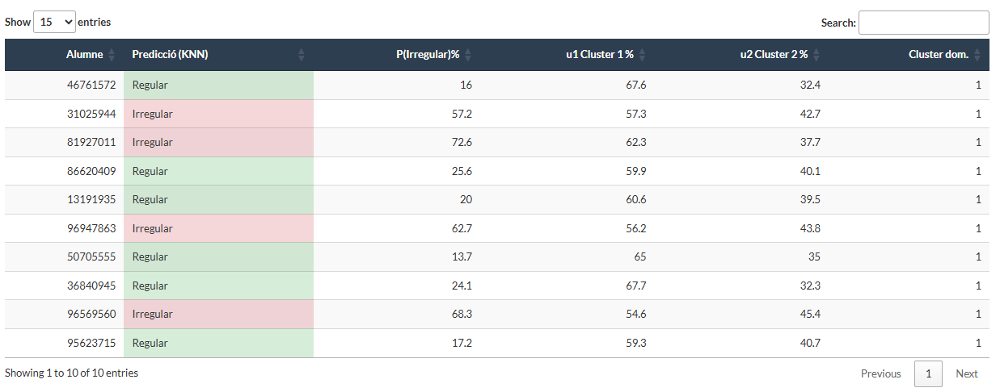 Show 15 entries Search:
Alumne Predicció (KNN) P(Irregular)% u1 Cluster 1 % u2 Cluster 2 % Cluster dom.
46761572 Regular 16 67.6 32.4 1
31025944 Irregular 57.2 57.3 42.7 1
81927011 Irregular 72.6 62.3 37.7 1
86620409 Regular 25.6 59.9 40.1 1
13191935 Regular 20 60.6 39.5 1
96947863 Irregular 62.7 56.2 43.8 1
50705555 Regular 13.7 65 35 1
36840945 Regular 24.1 67.7 32.3 1
96569560 Irregular 68.3 54.6 45.4 1
95623715 Regular 17.2 59.3 40.7 1
Showing 1 to 10 of 10 entries Previous 1 Next